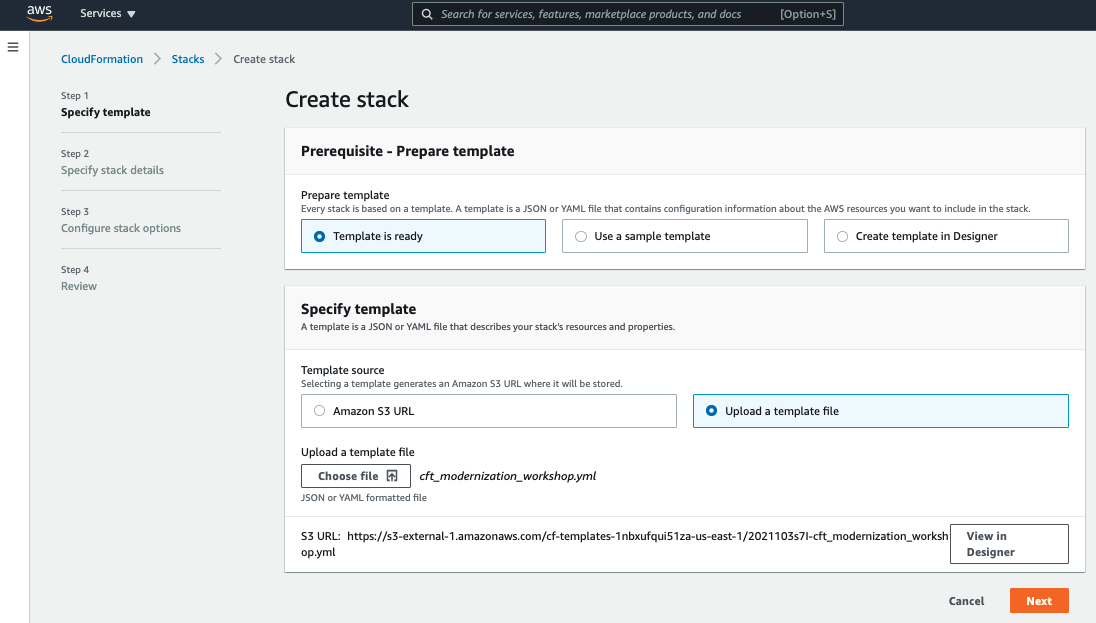 aws
Services ▼
Search for services, features, marketplace products, and docs [Option+S]
CloudFormation > Stacks > Create stack
Step 1
Specify template
Step 2
Specify stack details
Step 3
Configure stack options
Step 4
Review
Create stack
Prerequisite - Prepare template
Prepare template
Every stack is based on a template. A template is a JSON or YAML file that contains configuration information about the AWS resources you want to include in the stack.
Template is ready
Use a sample template
Create template in Designer
Specify template
A template is a JSON or YAML file that describes your stack's resources and properties.
Template source
Selecting a template generates an Amazon S3 URL where it will be stored.
Amazon S3 URL
Upload a template file
Upload a template file
Choose file
cft_modernization_workshop.yml
JSON or YAML formatted file
S3 URL: https://s3-external-1.amazonaws.com/cf-templates-1nbxufqui51za-us-east-1/2021103s7I-cft_modernization_worksh
op.yml
View in
Designer
Cancel
Next